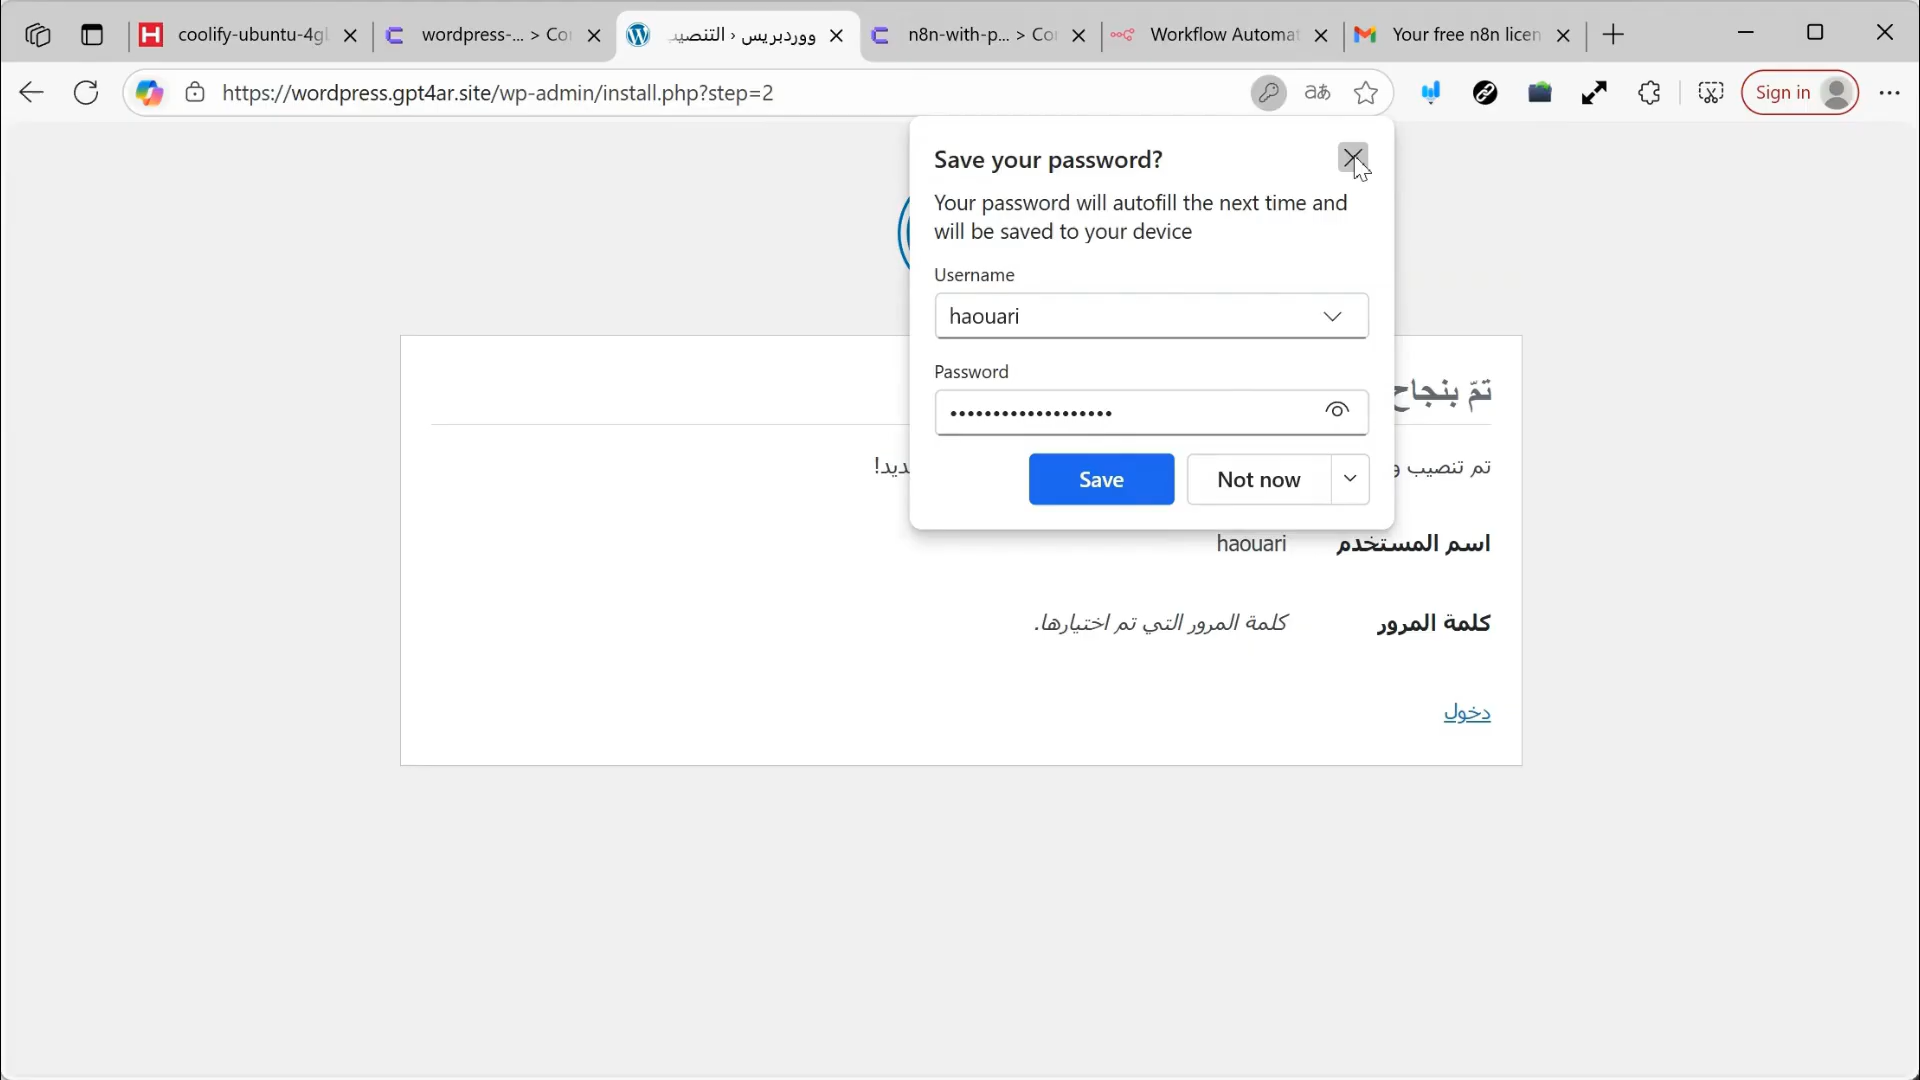 coolify-ubuntu-4g
wordpress-... > Co
ووردبريس › التنصيب
n8n-with-p... > Co
Workflow Automat
Your free n8n licen
https://wordpress.gpt4ar.site/wp-admin/install.php?step=2
Sign in
Save your password?
Your password will autofill the next time and
will be saved to your device
Username
haouari
Password
Save
Not now
تمّ بنجاح
تم تنصيب و
ديد!
اسم المستخدم
haouari
كلمة المرور
كلمة المرور التي تم اختيارها.
دخول